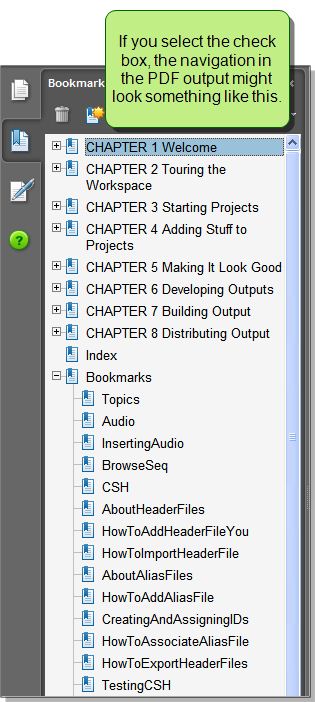 If you select the check
box, the navigation in
the PDF output might
look something like this.
Bookmark
CHAPTER 1 Welcome
CHAPTER 2 Touring the
Workspace
CHAPTER 3 Starting Projects
CHAPTER 4 Adding Stuff to
Projects
CHAPTER 5 Making It Look Good
CHAPTER 6 Developing Outputs
CHAPTER 7 Building Output
CHAPTER 8 Distributing Output
Index
Bookmarks
Topics
Audio
InsertingAudio
BrowseSeq
CSH
AboutHeaderFiles
HowToAddHeaderFileYou
HowToImportHeaderFile
AboutAliasFiles
HowToAddAliasFile
CreatingAndAssigningIDs
HowToAssociateAliasFile
HowToExportHeaderFiles
TestingCSH